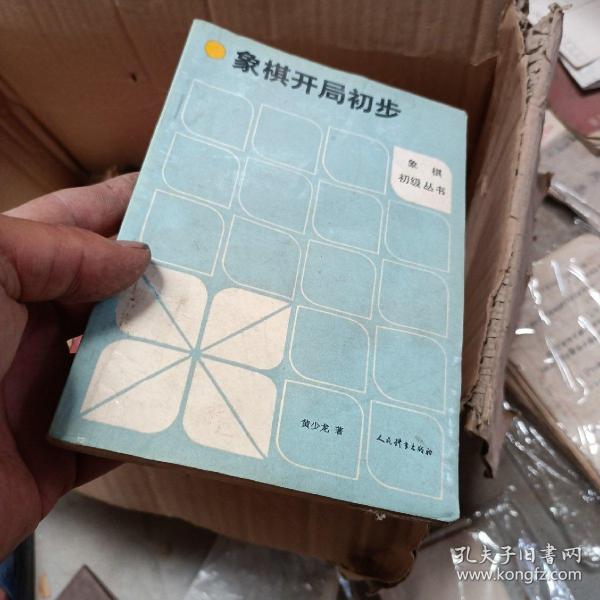 象棋开局初步
象棋
初级丛书
黄少龙 著
人民体育出版社
孔夫子旧书网
www.kongfz.com